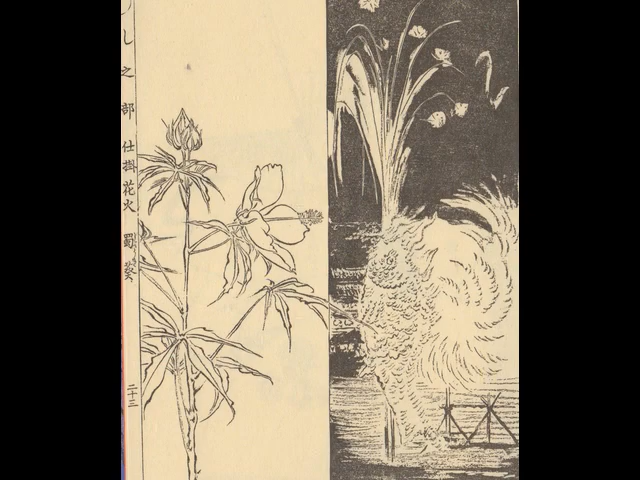 し之部 仕掛花火 蜀葵
二十三